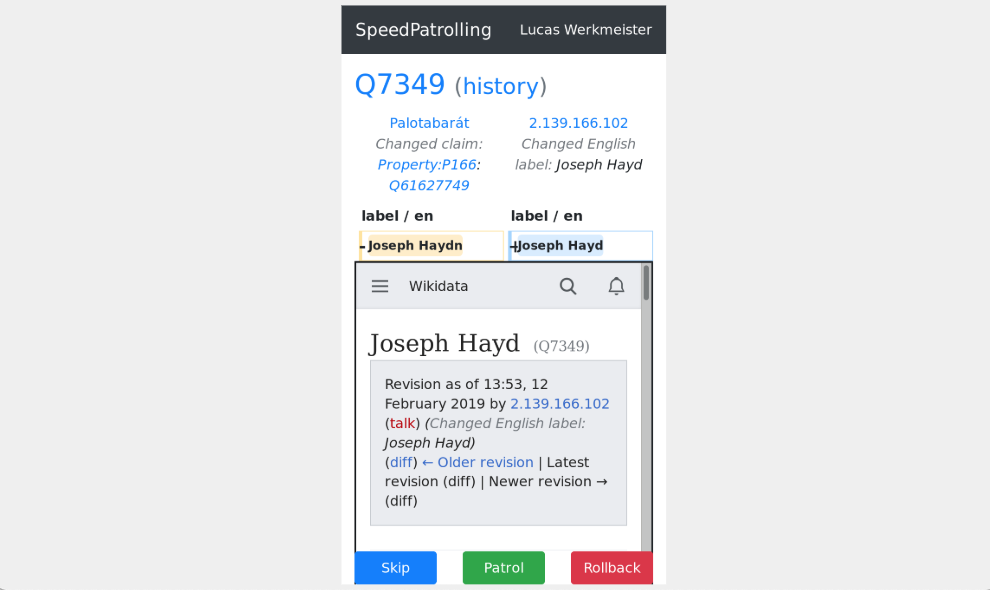 SpeedPatrolling Lucas Werkmeister
Q7349 (history)
Palotabarát
Changed claim:
Property:P166:
Q61627749
2.139.166.102
Changed English
label: Joseph Hayd
label / en
label / en
- Joseph Haydn
+ Joseph Hayd
Wikidata
Joseph Hayd (Q7349)
Revision as of 13:53, 12
February 2019 by 2.139.166.102
(talk) (Changed English label:
Joseph Hayd)
(diff) ← Older revision | Latest
revision (diff) | Newer revision →
(diff)
Skip Patrol Rollback